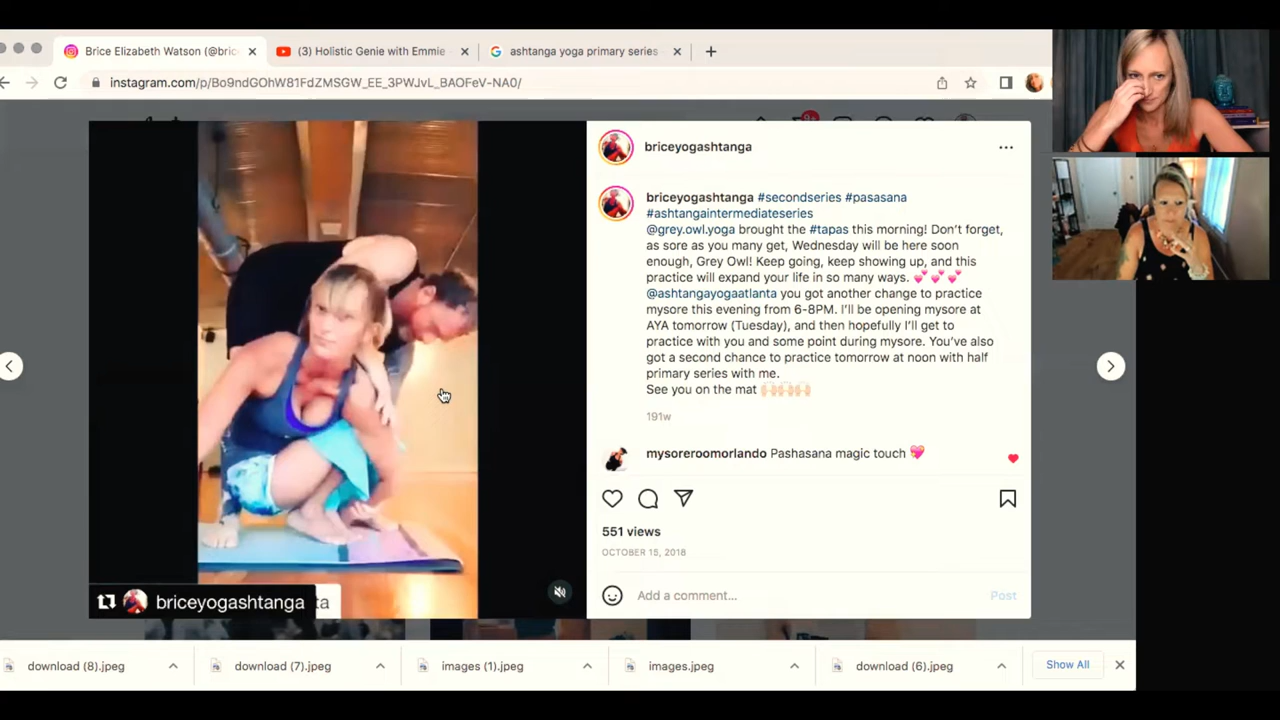 Brice Elizabeth Watson (@bric
(3) Holistic Genie with Emmie
ashtanga yoga primary series
instagram.com/p/Bo9ndGOhW81FdZMSGW_EE_3PWJvL_BAOFeV-NA0/
briceyogashtanga
briceyogashtanga #secondseries #pasasana
#ashtangaintermediateseries
@grey.owl.yoga brought the #tapas this morning! Don't forget,
as sore as you many get, Wednesday will be here soon
enough, Grey Owl! Keep going, keep showing up, and this
practice will expand your life in so many ways. 💕💕💕
@ashtangayogaatlanta you got another change to practice
mysore this evening from 6-8PM. I'll be opening mysore at
AYA tomorrow (Tuesday), and then hopefully I'll get to
practice with you and some point during mysore. You've also
got a second chance to practice tomorrow at noon with half
primary series with me.
See you on the mat 🙌🏻🙌🏻🙌🏻
191w
mysoreroomorlando Pashasana magic touch 💖
551 views
OCTOBER 15, 2018
Add a comment... Post
briceyogashtanga ta
download (8).jpeg
download (7).jpeg
images (1).jpeg
images.jpeg
download (6).jpeg
Show All